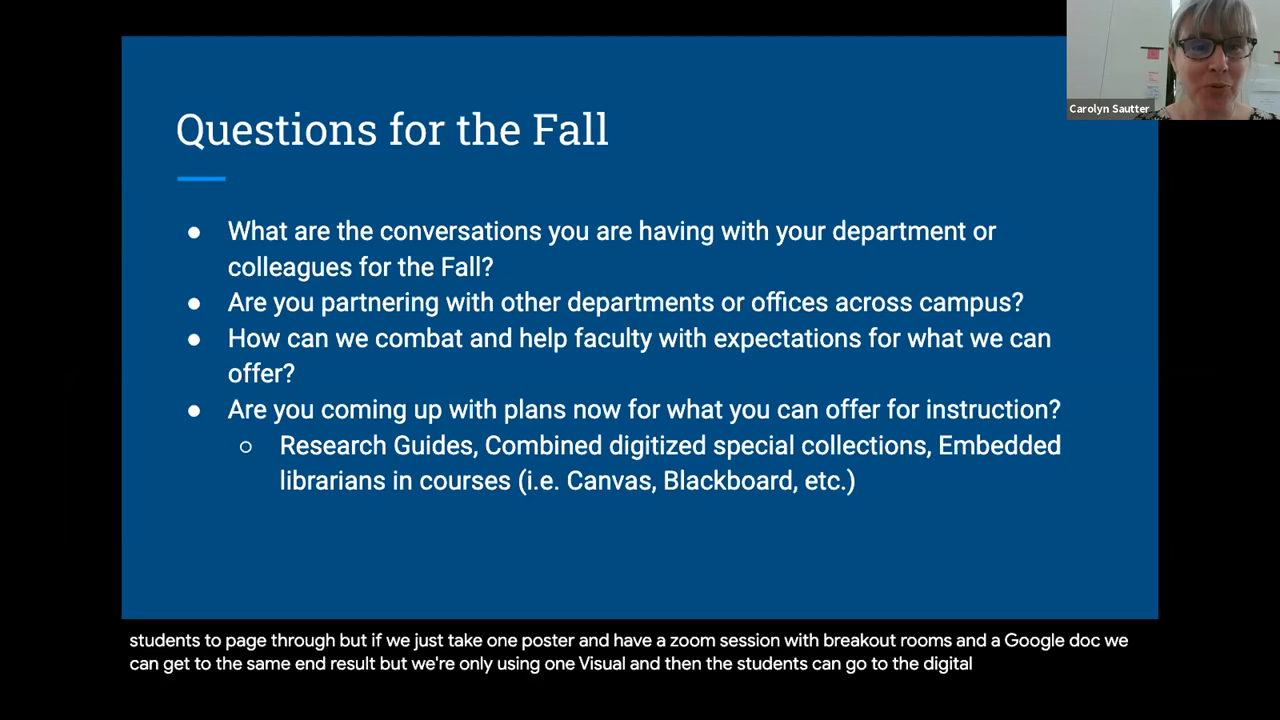 Carolyn Sautter
Questions for the Fall
● What are the conversations you are having with your department or
colleagues for the Fall?
● Are you partnering with other departments or offices across campus?
● How can we combat and help faculty with expectations for what we can
offer?
● Are you coming up with plans now for what you can offer for instruction?
○ Research Guides, Combined digitized special collections, Embedded
librarians in courses (i.e. Canvas, Blackboard, etc.)
students to page through but if we just take one poster and have a zoom session with breakout rooms and a Google doc we
can get to the same end result but we're only using one Visual and then the students can go to the digital